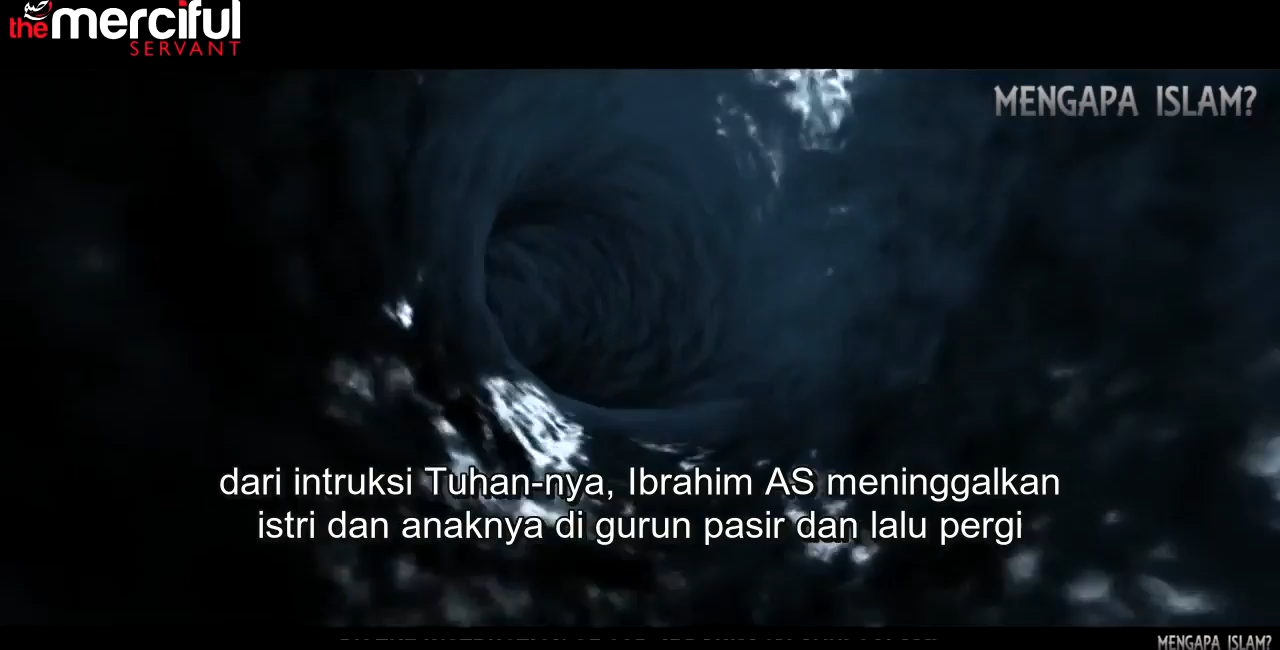 the merciful
SERVANT
MENGAPA ISLAM?
dari intruksi Tuhan-nya, Ibrahim AS meninggalkan
istri dan anaknya di gurun pasir dan lalu pergi
MENGAPA ISLAM?